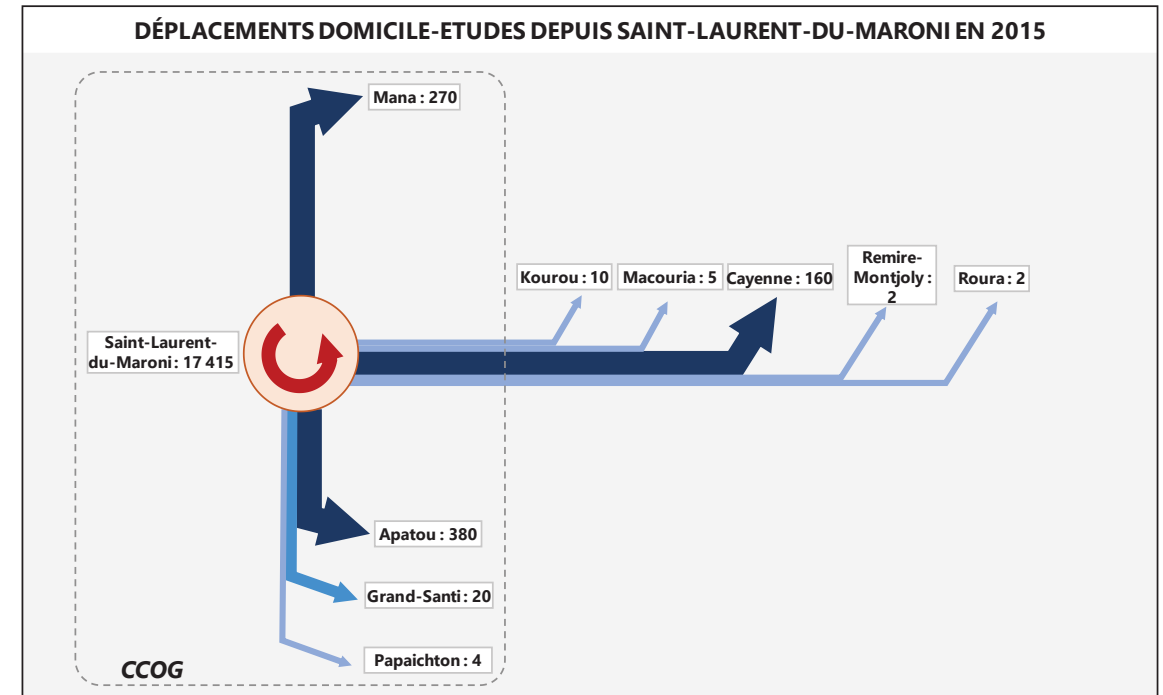 DÉPLACEMENTS DOMICILE-ETUDES DEPUIS SAINT-LAURENT-DU-MARONI EN 2015
Mana : 270
Kourou : 10
Macouria : 5
Cayenne : 160
Remire-
Montjoly :
2
Roura : 2
Saint-Laurent-
du-Maroni : 17 415
Apatou : 380
Grand-Santi : 20
Papaichton : 4
CCOG